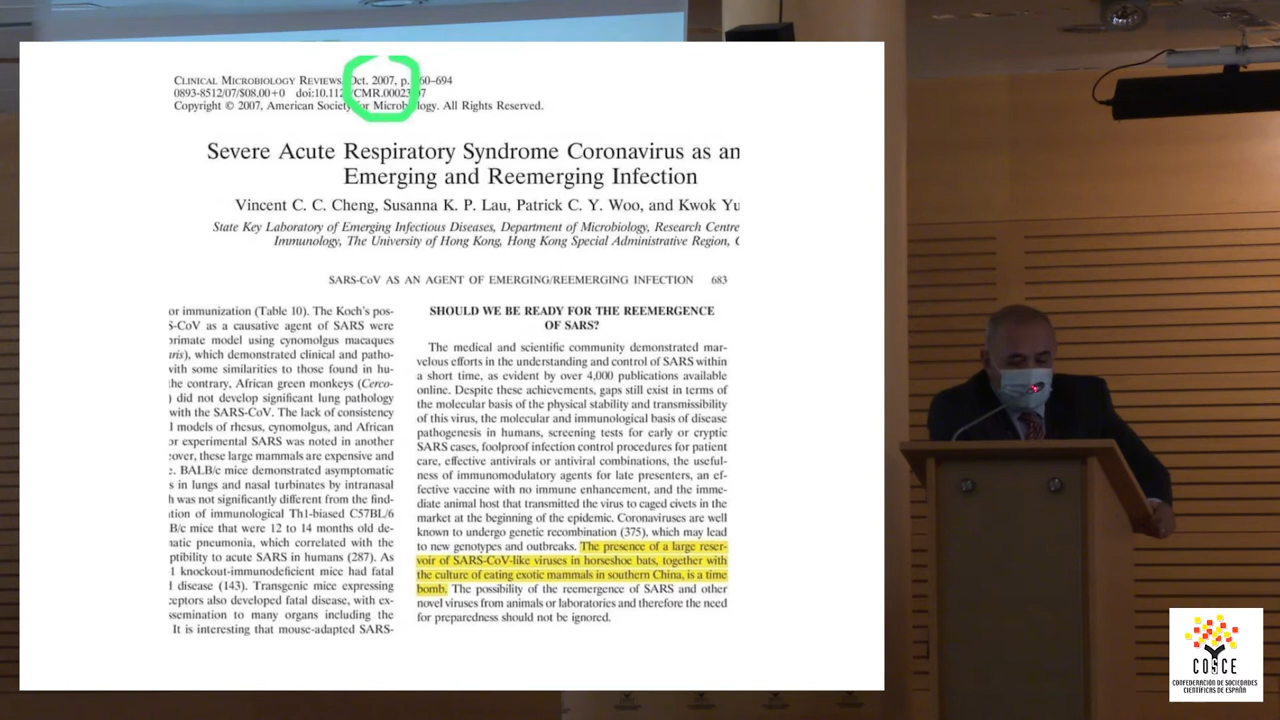 CLINICAL MICROBIOLOGY REVIEWS, Oct. 2007, p. 60–694
0893-8512/07/$08.00+0 doi:10.112 /CMR.00023 07
Copyright © 2007, American Society for Microbiology. All Rights Reserved.
Severe Acute Respiratory Syndrome Coronavirus as an
Emerging and Reemerging Infection
Vincent C. C. Cheng, Susanna K. P. Lau, Patrick C. Y. Woo, and Kwok Yu
State Key Laboratory of Emerging Infectious Diseases, Department of Microbiology, Research Centre
Immunology, The University of Hong Kong, Hong Kong Special Administrative Region, C
SARS-CoV AS AN AGENT OF EMERGING/REEMERGING INFECTION 683
or immunization (Table 10). The Koch's pos-
S-CoV as a causative agent of SARS were
primate model using cynomolgus macaques
uris), which demonstrated clinical and patho-
with some similarities to those found in hu-
the contrary, African green monkeys (Cerco-
) did not develop significant lung pathology
with the SARS-CoV. The lack of consistency
l models of rhesus, cynomolgus, and African
or experimental SARS was noted in another
cover, these large mammals are expensive and
e. BALB/c mice demonstrated asymptomatic
s in lungs and nasal turbinates by intranasal
h was not significantly different from the find-
ation of immunological Th1-biased C57BL/6
B/c mice that were 12 to 14 months old de-
natic pneumonia, which correlated with the
ptibility to acute SARS in humans (287). As
1 knockout-immunodeficient mice had fatal
l disease (143). Transgenic mice expressing
ceptors also developed fatal disease, with ex-
ssemination to many organs including the
It is interesting that mouse-adapted SARS-
SHOULD WE BE READY FOR THE REEMERGENCE
OF SARS?
The medical and scientific community demonstrated mar-
velous efforts in the understanding and control of SARS within
a short time, as evident by over 4,000 publications available
online. Despite these achievements, gaps still exist in terms of
the molecular basis of the physical stability and transmissibility
of this virus, the molecular and immunological basis of disease
pathogenesis in humans, screening tests for early or cryptic
SARS cases, foolproof infection control procedures for patient
care, effective antivirals or antiviral combinations, the useful-
ness of immunomodulatory agents for late presenters, an ef-
fective vaccine with no immune enhancement, and the imme-
diate animal host that transmitted the virus to caged civets in the
market at the beginning of the epidemic. Coronaviruses are well
known to undergo genetic recombination (375), which may lead
to new genotypes and outbreaks. The presence of a large reser-
voir of SARS-CoV-like viruses in horseshoe bats, together with
the culture of eating exotic mammals in southern China, is a time
bomb. The possibility of the reemergence of SARS and other
novel viruses from animals or laboratories and therefore the need
for preparedness should not be ignored.
COSCE
CONFEDERACIÓN DE SOCIEDADES
CIENTÍFICAS DE ESPAÑA